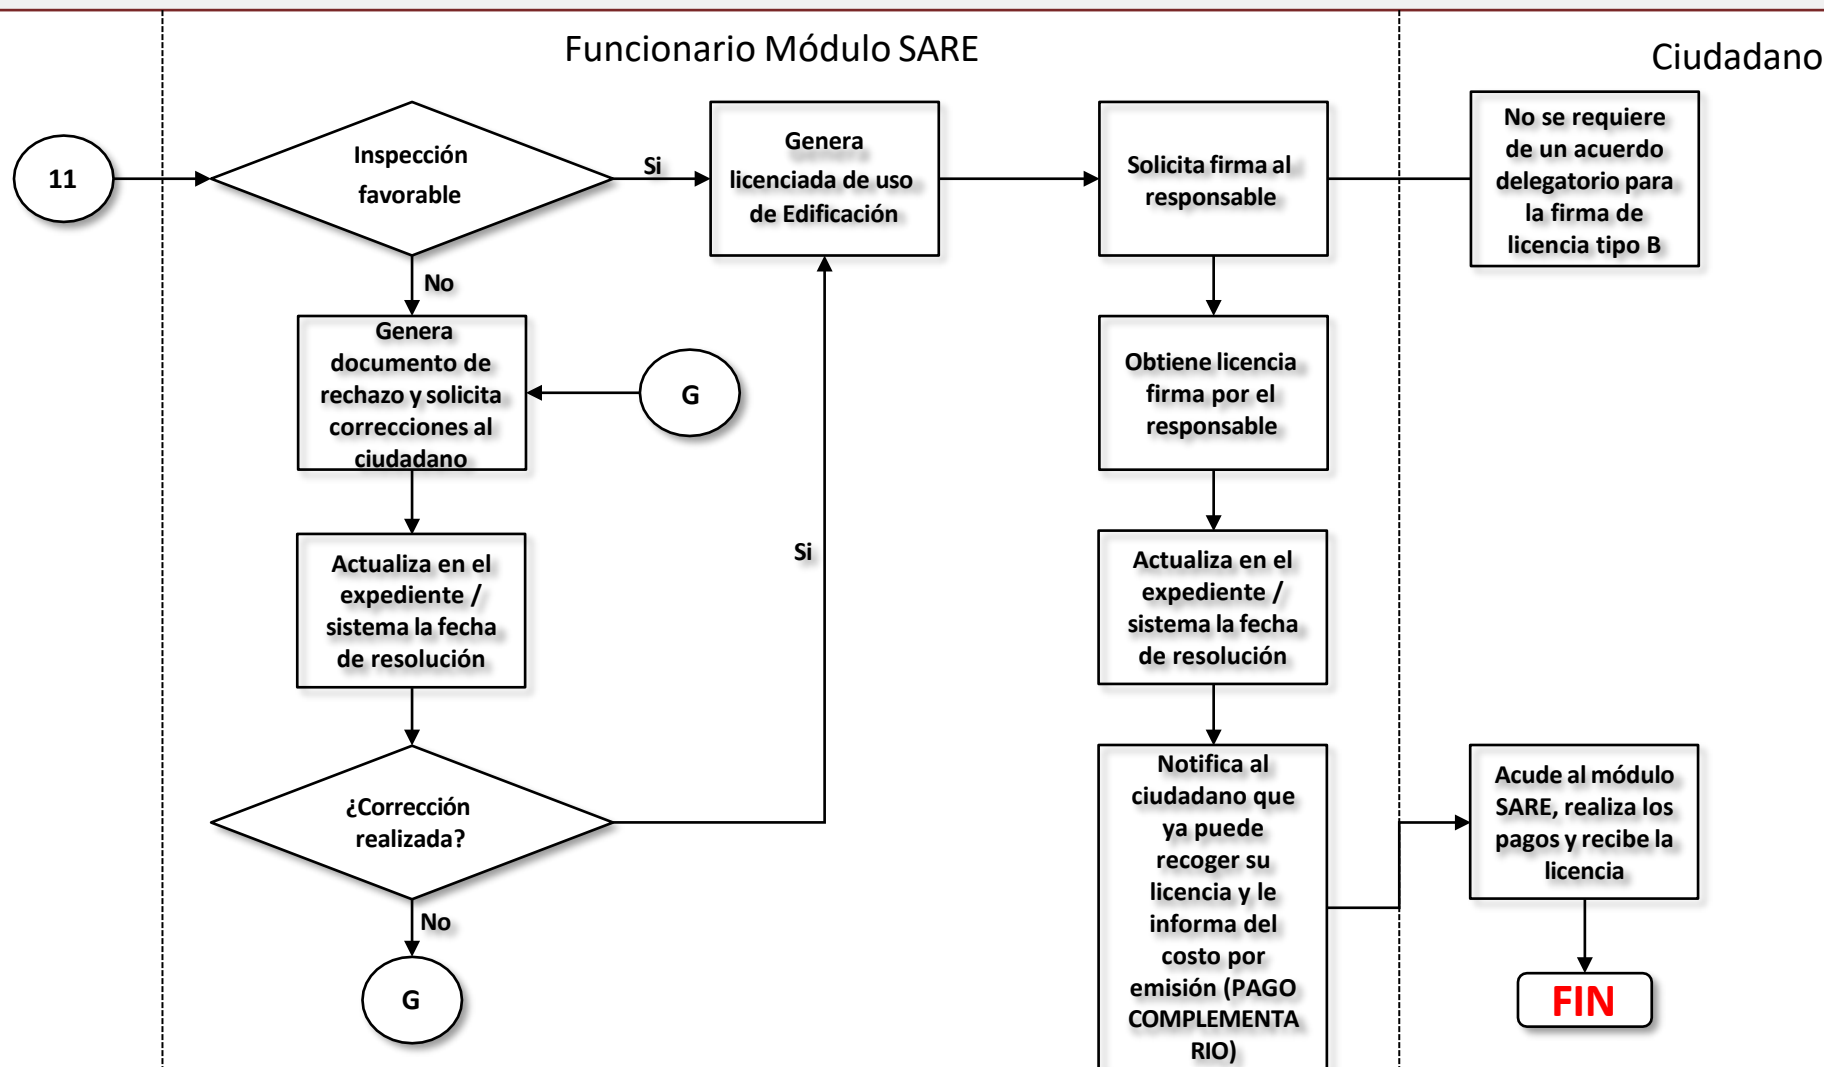 Funcionario Módulo SARE
Ciudadano
11
Inspección
favorable
Si
No
Genera
licenciada de uso
de Edificación
Solicita firma al
responsable
No se requiere
de un acuerdo
delegatorio para
la firma de
licencia tipo B
Genera
documento de
rechazo y solicita
correcciones al
ciudadano
G
Obtiene licencia
firma por el
responsable
Actualiza en el
expediente /
sistema la fecha
de resolución
Si
Actualiza en el
expediente /
sistema la fecha
de resolución
¿Corrección
realizada?
No
G
Notifica al
ciudadano que
ya puede
recoger su
licencia y le
informa del
costo por
emisión (PAGO
COMPLEMENTA
RIO)
Acude al módulo
SARE, realiza los
pagos y recibe la
licencia
FIN